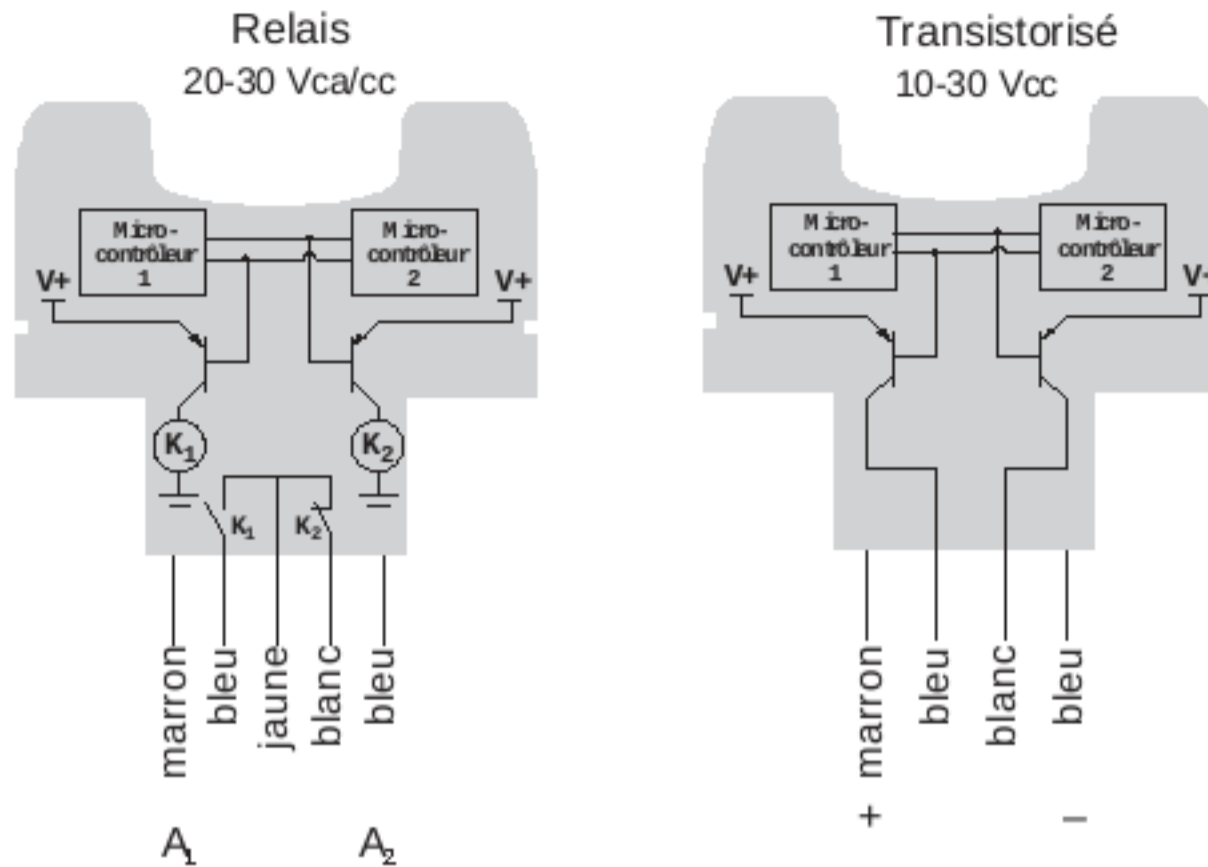 Relais
20-30 Vca/cc
Micro-
contrôleur
1
Micro-
contrôleur
2
V+
V+
K1
K2
K1
K2
marron
bleu
jaune
blanc
bleu
A1
A2
Transistorisé
10-30 Vcc
Micro-
contrôleur
1
Micro-
contrôleur
2
V+
marron
bleu
blanc
bleu
+
–